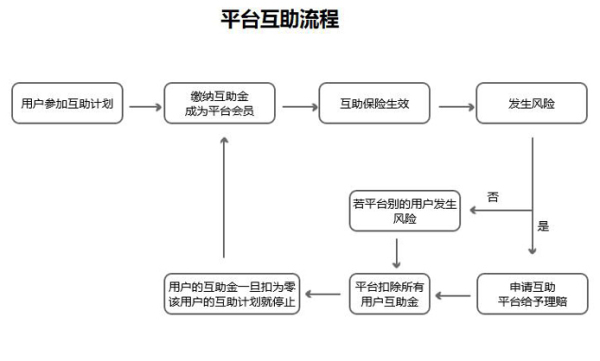 平台互助流程
用户参加互助计划
缴纳互助金
成为平台会员
互助保险生效
发生风险
否
若平台别的用户发生
风险
是
用户的互助金一旦扣为零
该用户的互助计划就停止
平台扣除所有
用户互助金
申请互助
平台给予理赔